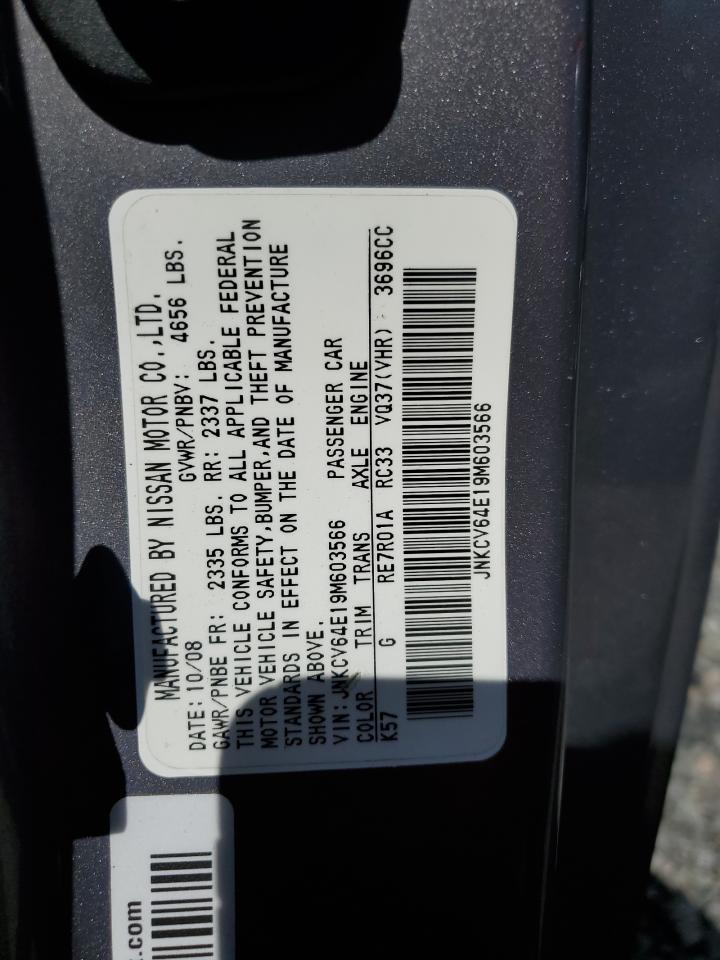 MANUFACTURED BY NISSAN MOTOR CO.,LTD.
DATE: 10/08 GVWR/PNBV: 4656 LBS.
GAWR/PNBE FR: 2335 LBS. RR: 2337 LBS.
THIS VEHICLE CONFORMS TO ALL APPLICABLE FEDERAL
MOTOR VEHICLE SAFETY,BUMPER,AND THEFT PREVENTION
STANDARDS IN EFFECT ON THE DATE OF MANUFACTURE
SHOWN ABOVE.
VIN: JNKCV64E19M603566 PASSENGER CAR
COLOR TRIM TRANS AXLE ENGINE
K57 G RE7R01A RC33 VQ37(VHR) 3696CC
JNKCV64E19M603566
.com